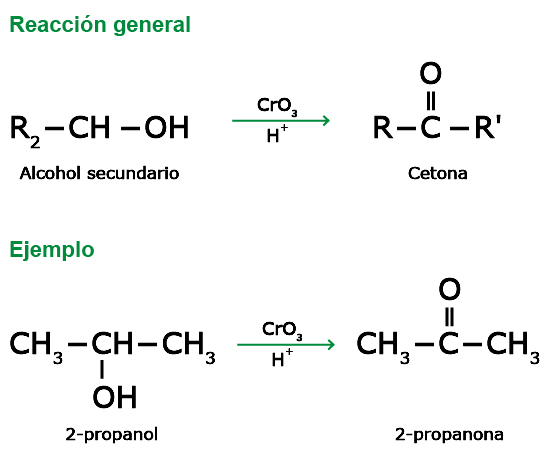 Reacción general
O
R₂–CH–OH CrO₃ R–C–R'
H⁺
Alcohol secundario Cetona
Ejemplo
O
CH₃–CH–CH₃ CrO₃ CH₃–C–CH₃
H⁺
OH
2-propanol 2-propanona